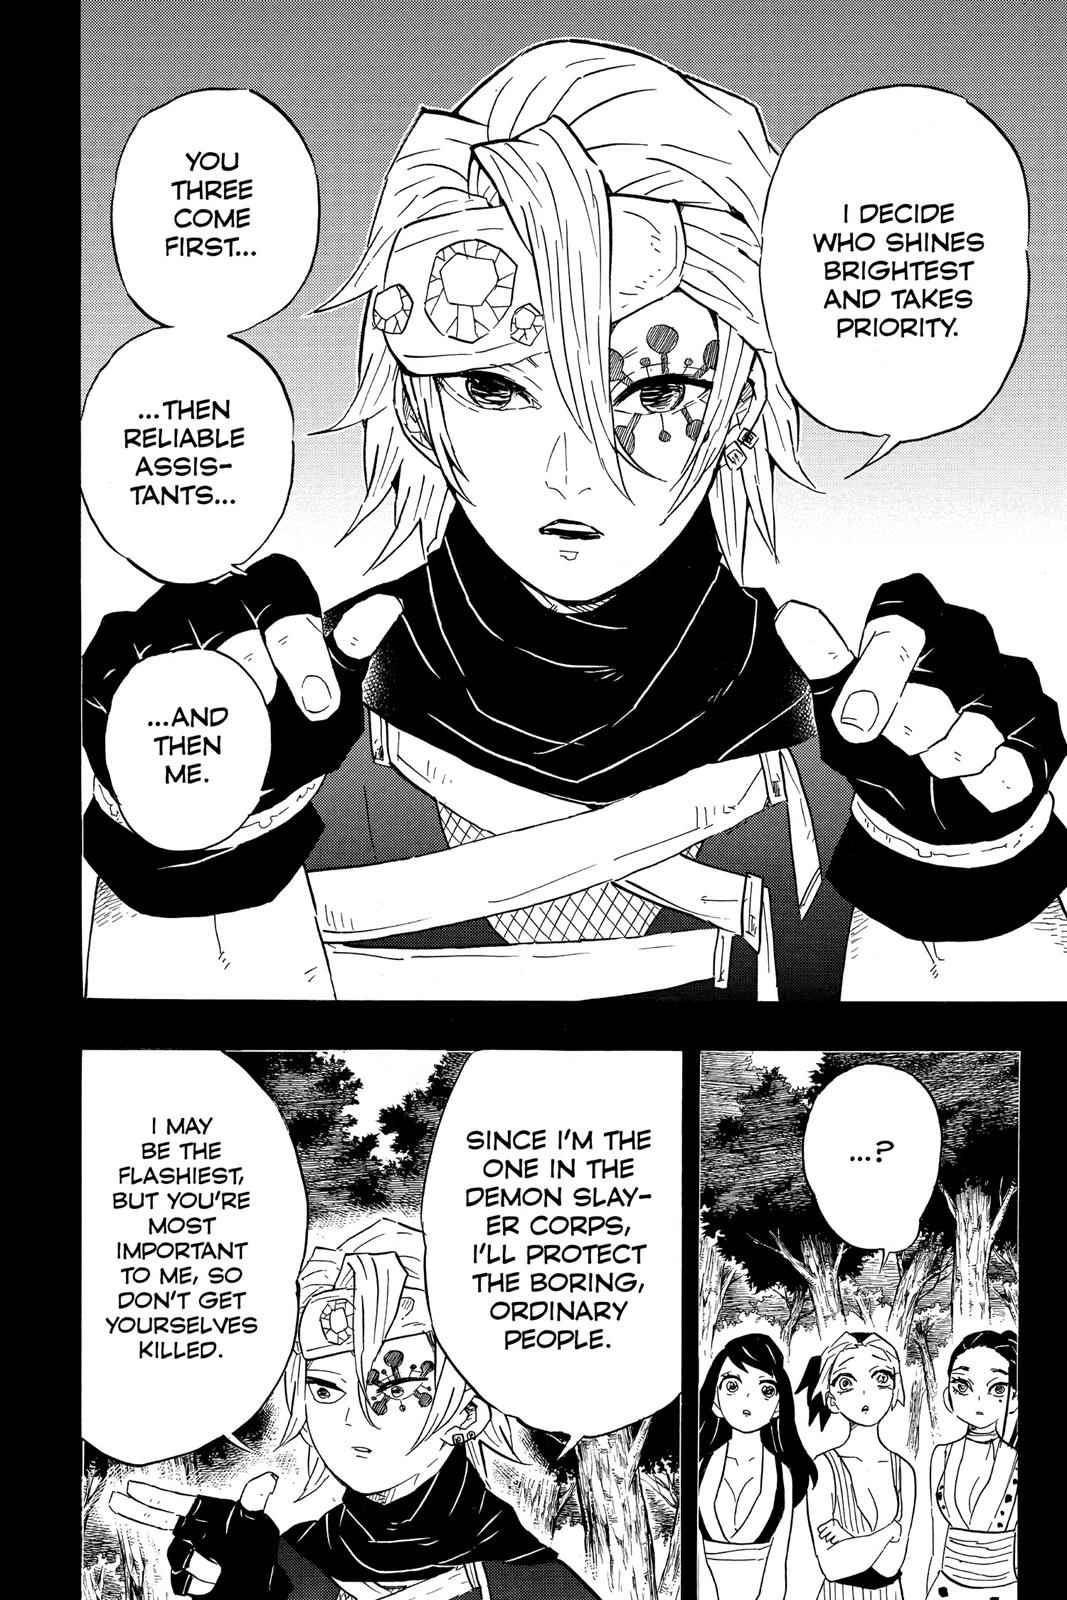 I DECIDE
WHO SHINES
BRIGHTEST
AND TAKES
PRIORITY.
YOU
THREE
COME
FIRST...
...THEN
RELIABLE
ASSIS-
TANTS...
...AND
THEN
ME.
...?
SINCE I'M THE
ONE IN THE
DEMON SLAY-
ER CORPS,
I'LL PROTECT
THE BORING,
ORDINARY
PEOPLE.
I MAY
BE THE
FLASHIEST,
BUT YOU'RE
MOST
IMPORTANT
TO ME, SO
DON'T GET
YOURSELVES
KILLED.